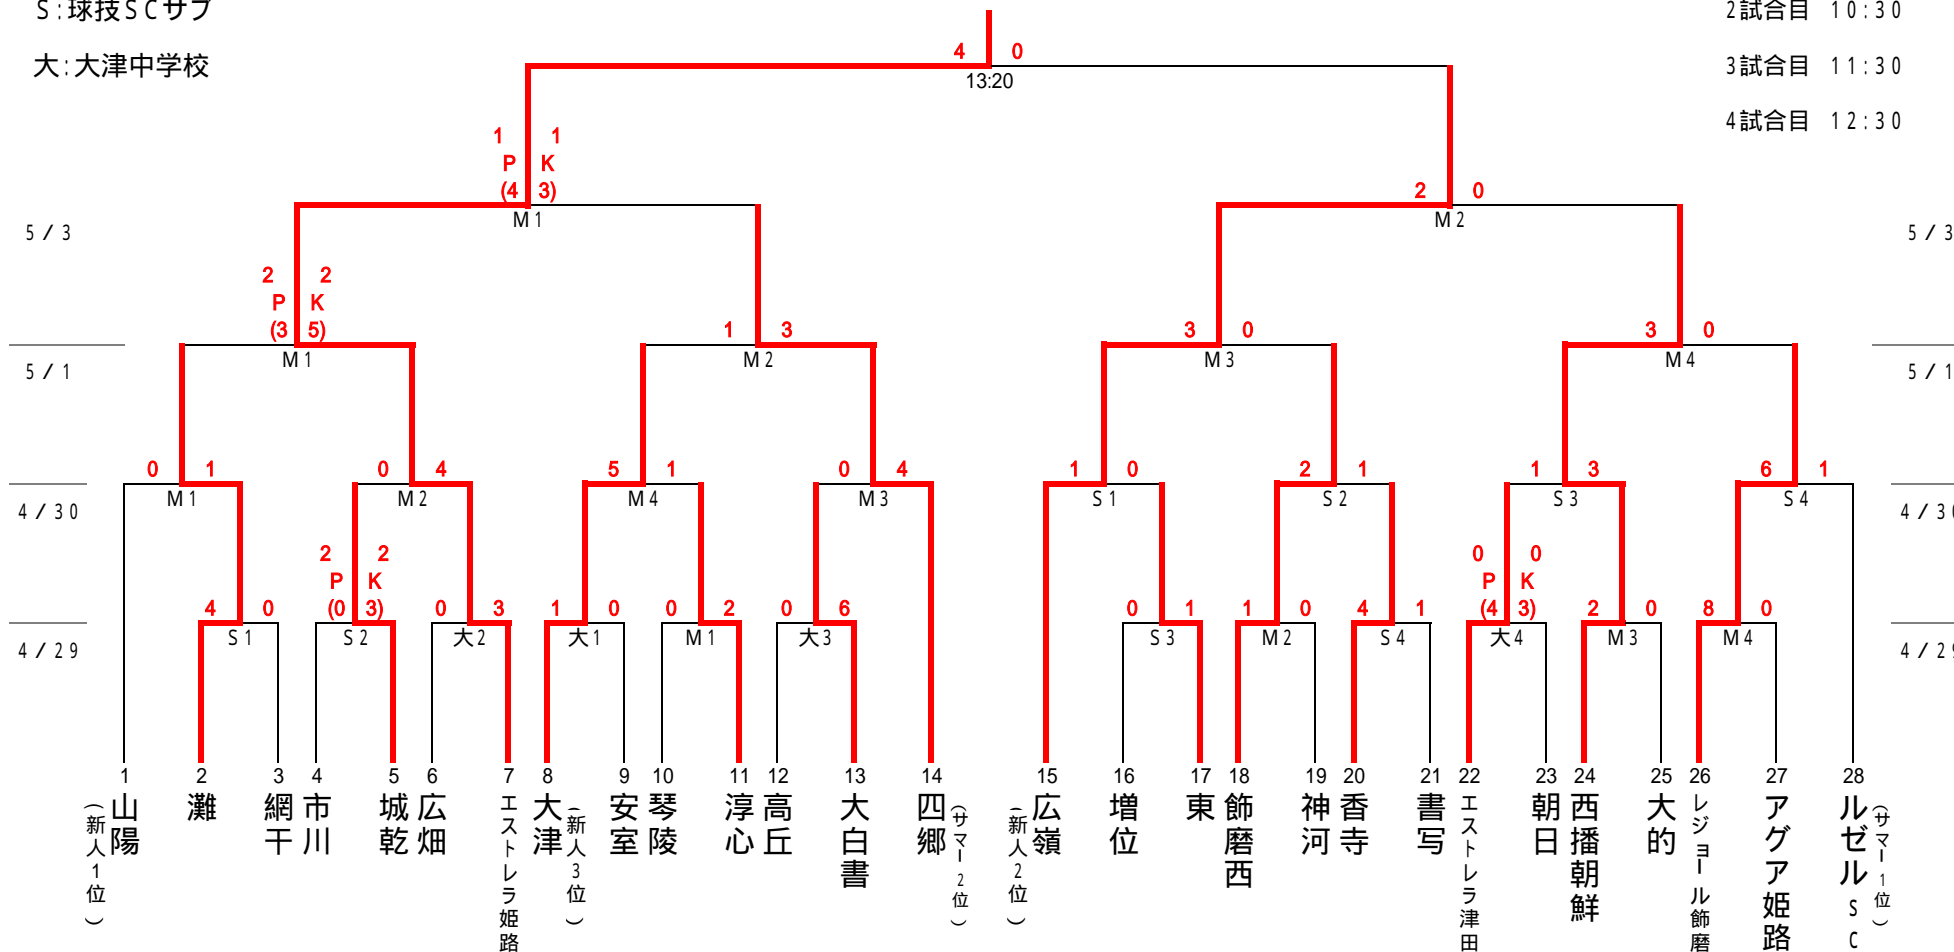 S:球技SCサブ
2試合目 10:30
大:大津中学校
3試合目 11:30
4試合目 12:30
4 0
13:20
1 1
P K
(4 3)
M1
2 0
M2
5/3
5/3
2 2
P K
(3 5)
M1
1 3
M2
3 0
M3
3 0
M4
5/1
5/1
0 1
M1
0 4
M2
5 1
M4
0 4
M3
1 0
S1
2 1
S2
1 3
S3
6 1
S4
4/30
4/30
4 0
S1
2 2
P K
(0 3)
S2
0 3
大2
1 0
大1
0 2
M1
0 6
大3
0 1
S3
1 0
M2
4 1
S4
0 0
P K
(4 3)
大4
2 0
M3
8 0
M4
4/29
4/29
1 山陽
(新人1位)
2 灘
3 網干
4 市川
5 城乾
6 広畑
7 エストレラ姫路
8 大津
(新人3位)
9 安室
10 琴陵
11 淳心
12 高丘
13 大白書
14 四郷
(サマー2位)
15 広嶺
(新人2位)
16 増位
17 東
18 飾磨西
19 神河
20 香寺
21 書写
22 エストレラ津田
23 朝日
24 西播朝鮮
25 大的
26 レジョール飾磨
27 アグア姫路
28 ルゼルSC
(サマー1位)